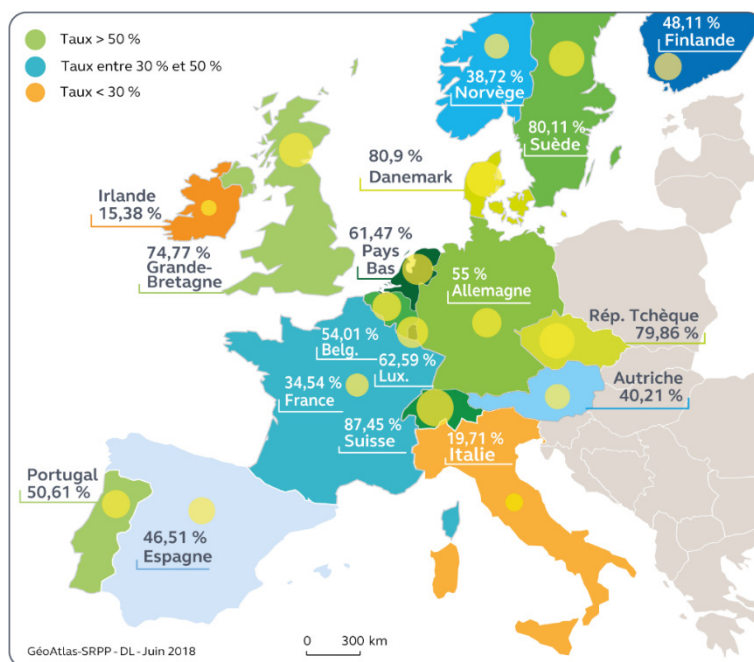 Taux > 50 %
Taux entre 30 % et 50 %
Taux < 30 %
48,11 %
Finlande
38,72 %
Norvège
80,11 %
Suède
80,9 %
Danemark
Irlande
15,38 %
74,77 %
Grande-
Bretagne
61,47 %
Pays
Bas
55 %
Allemagne
Rép. Tchèque
79,86 %
54,01 %
Belg.
62,59 %
Lux.
Autriche
40,21 %
34,54 %
France
87,45 %
Suisse
19,71 %
Italie
Portugal
50,61 %
46,51 %
Espagne
GéoAtlas-SRPP - DL - Juin 2018
0 300 km